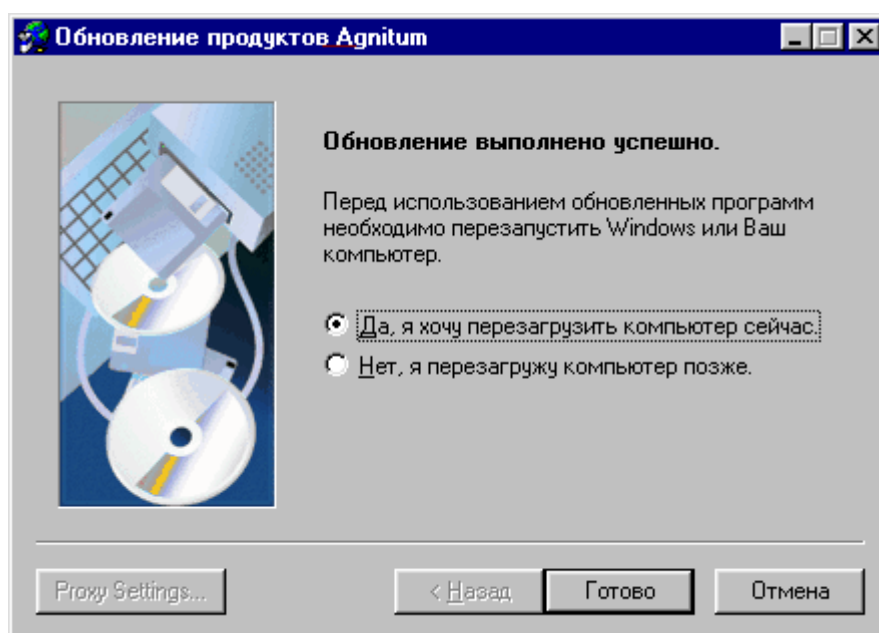 Обновление продуктов Agnitum
Обновление выполнено успешно.
Перед использованием обновленных программ
необходимо перезапустить Windows или Ваш
компьютер.
Да, я хочу перезагрузить компьютер сейчас.
Нет, я перезагружу компьютер позже.
Proxy Settings...
< Назад
Готово
Отмена